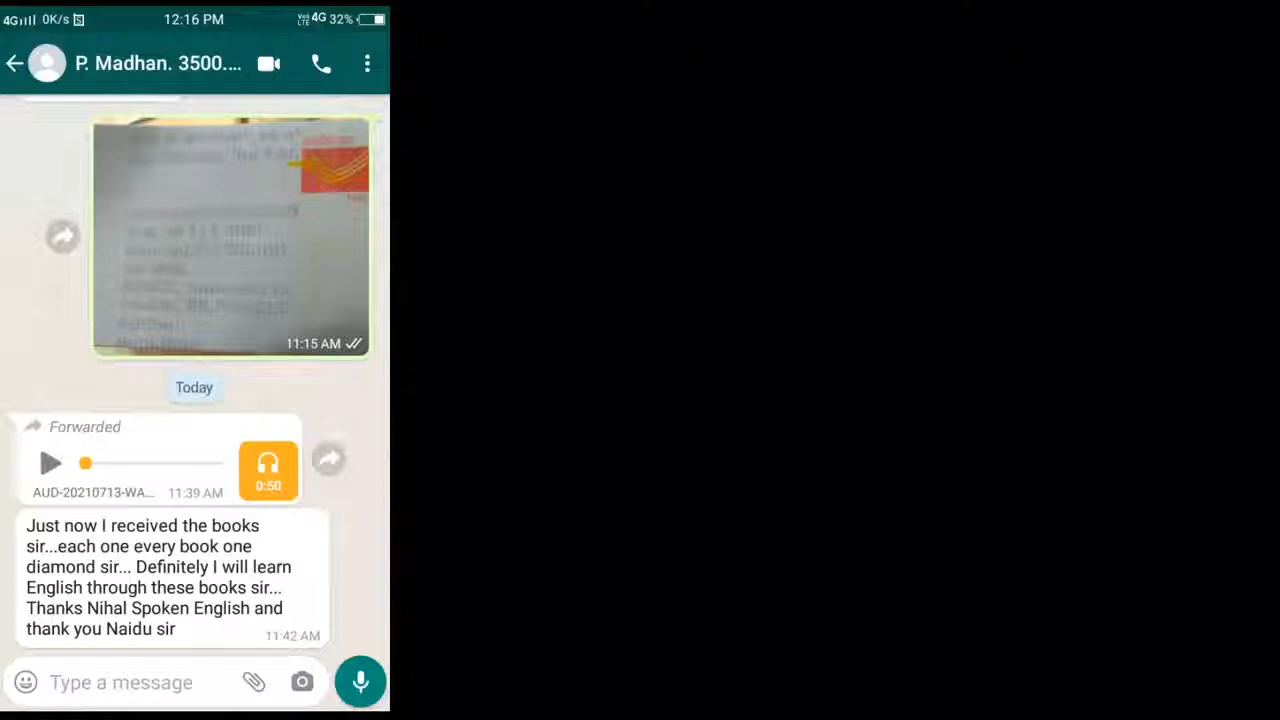 4G 0K/s 12:16 PM VoLTE 4G 32%
P. Madhan. 3500....
11:15 AM
Today
Forwarded
0:50
AUD-20210713-WA... 11:39 AM
Just now I received the books
sir...each one every book one
diamond sir... Definitely I will learn
English through these books sir...
Thanks Nihal Spoken English and
thank you Naidu sir
11:42 AM
Type a message